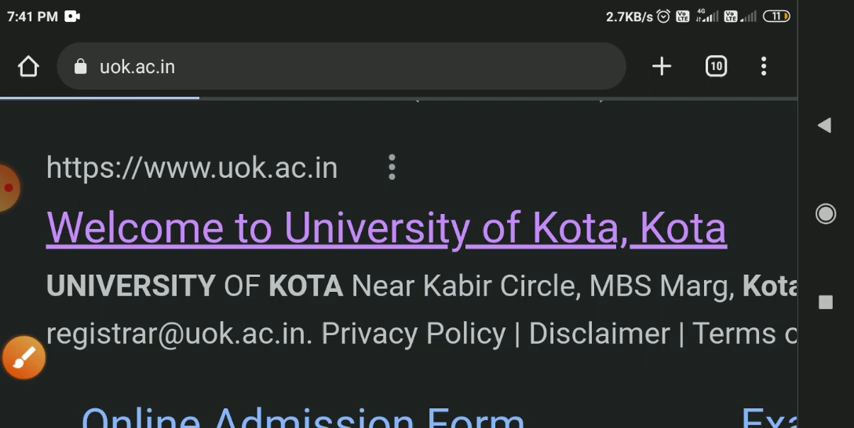 7:41 PM
2.7KB/s
4G
11
uok.ac.in
10
https://www.uok.ac.in
Welcome to University of Kota, Kota
UNIVERSITY OF KOTA Near Kabir Circle, MBS Marg, Kota
registrar@uok.ac.in. Privacy Policy | Disclaimer | Terms
Online Admission Form